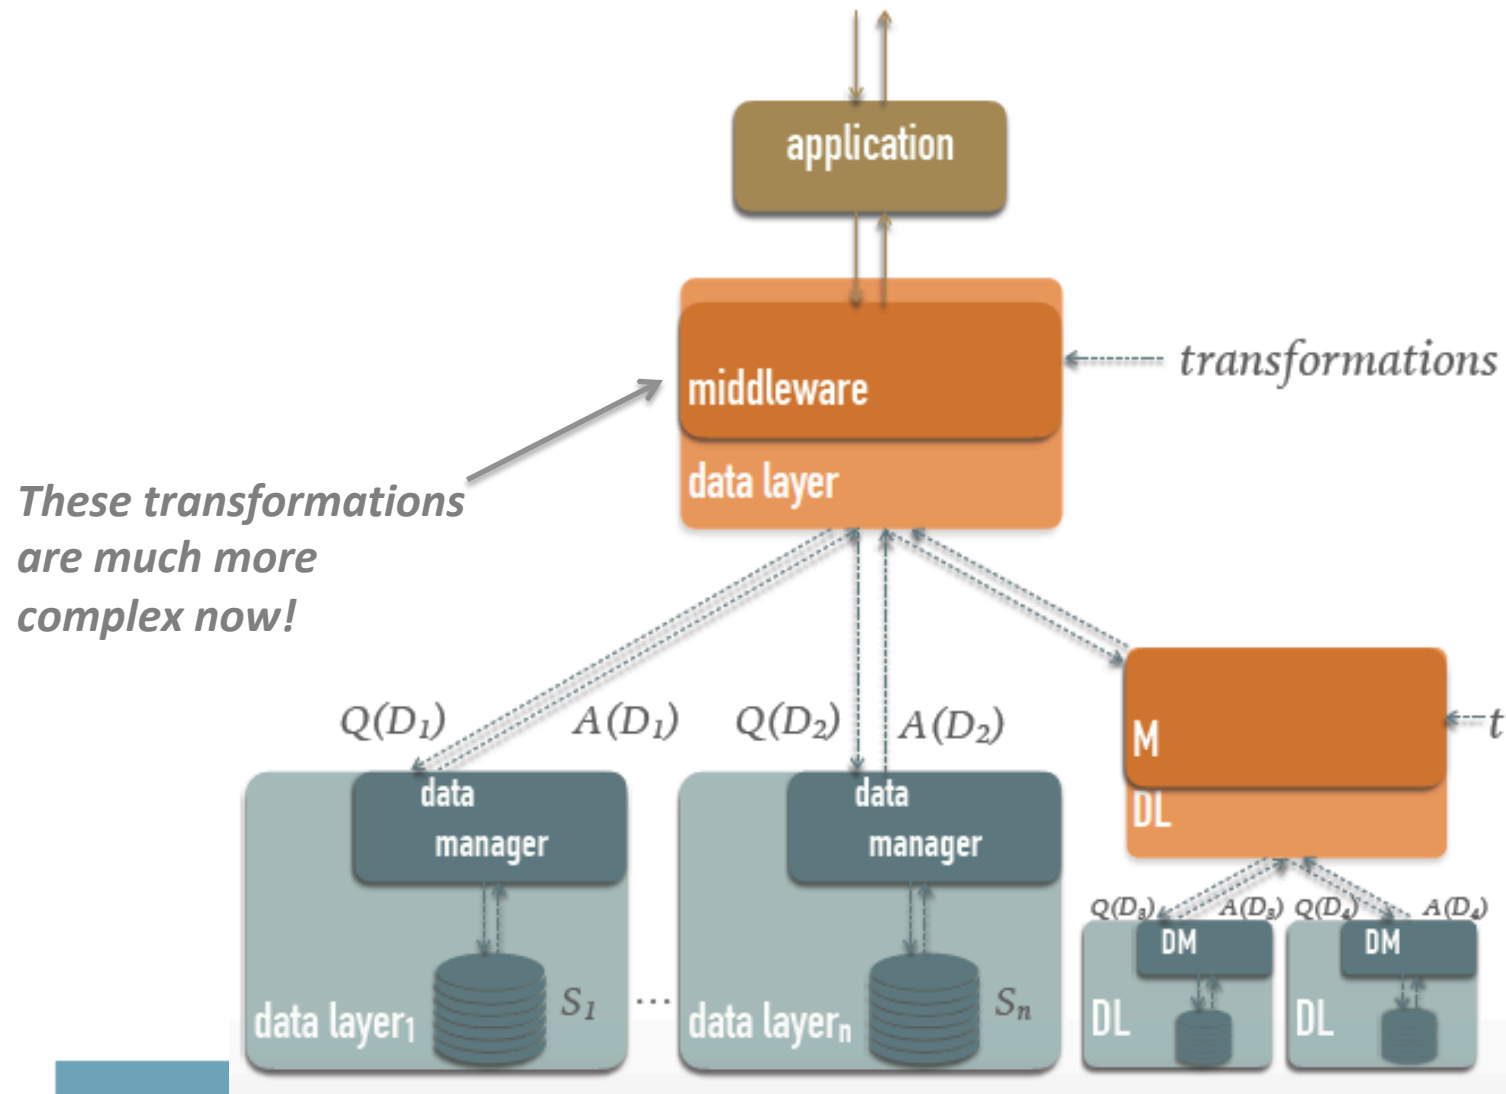 application
transformations
middleware
data layer
These transformations
are much more
complex now!
Q(D₁)
A(D₁)
Q(D₂)
A(D₂)
M
t
DL
data
manager
data
manager
Q(D₃)
A(D₃)
Q(D₄)
A(D₄)
DM
DM
S₁
...
Sₙ
data layer₁
data layerₙ
DL
DL